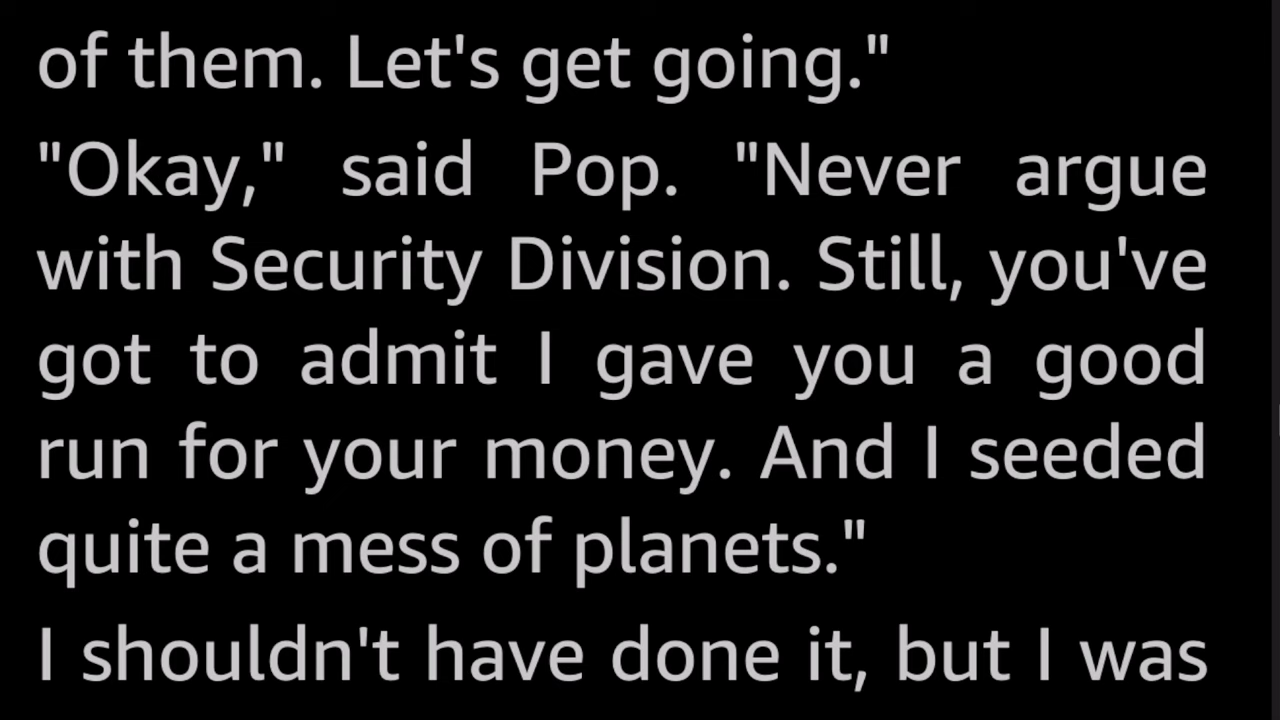 of them. Let's get going."
"Okay," said Pop. "Never argue
with Security Division. Still, you've
got to admit I gave you a good
run for your money. And I seeded
quite a mess of planets."
I shouldn't have done it, but I was